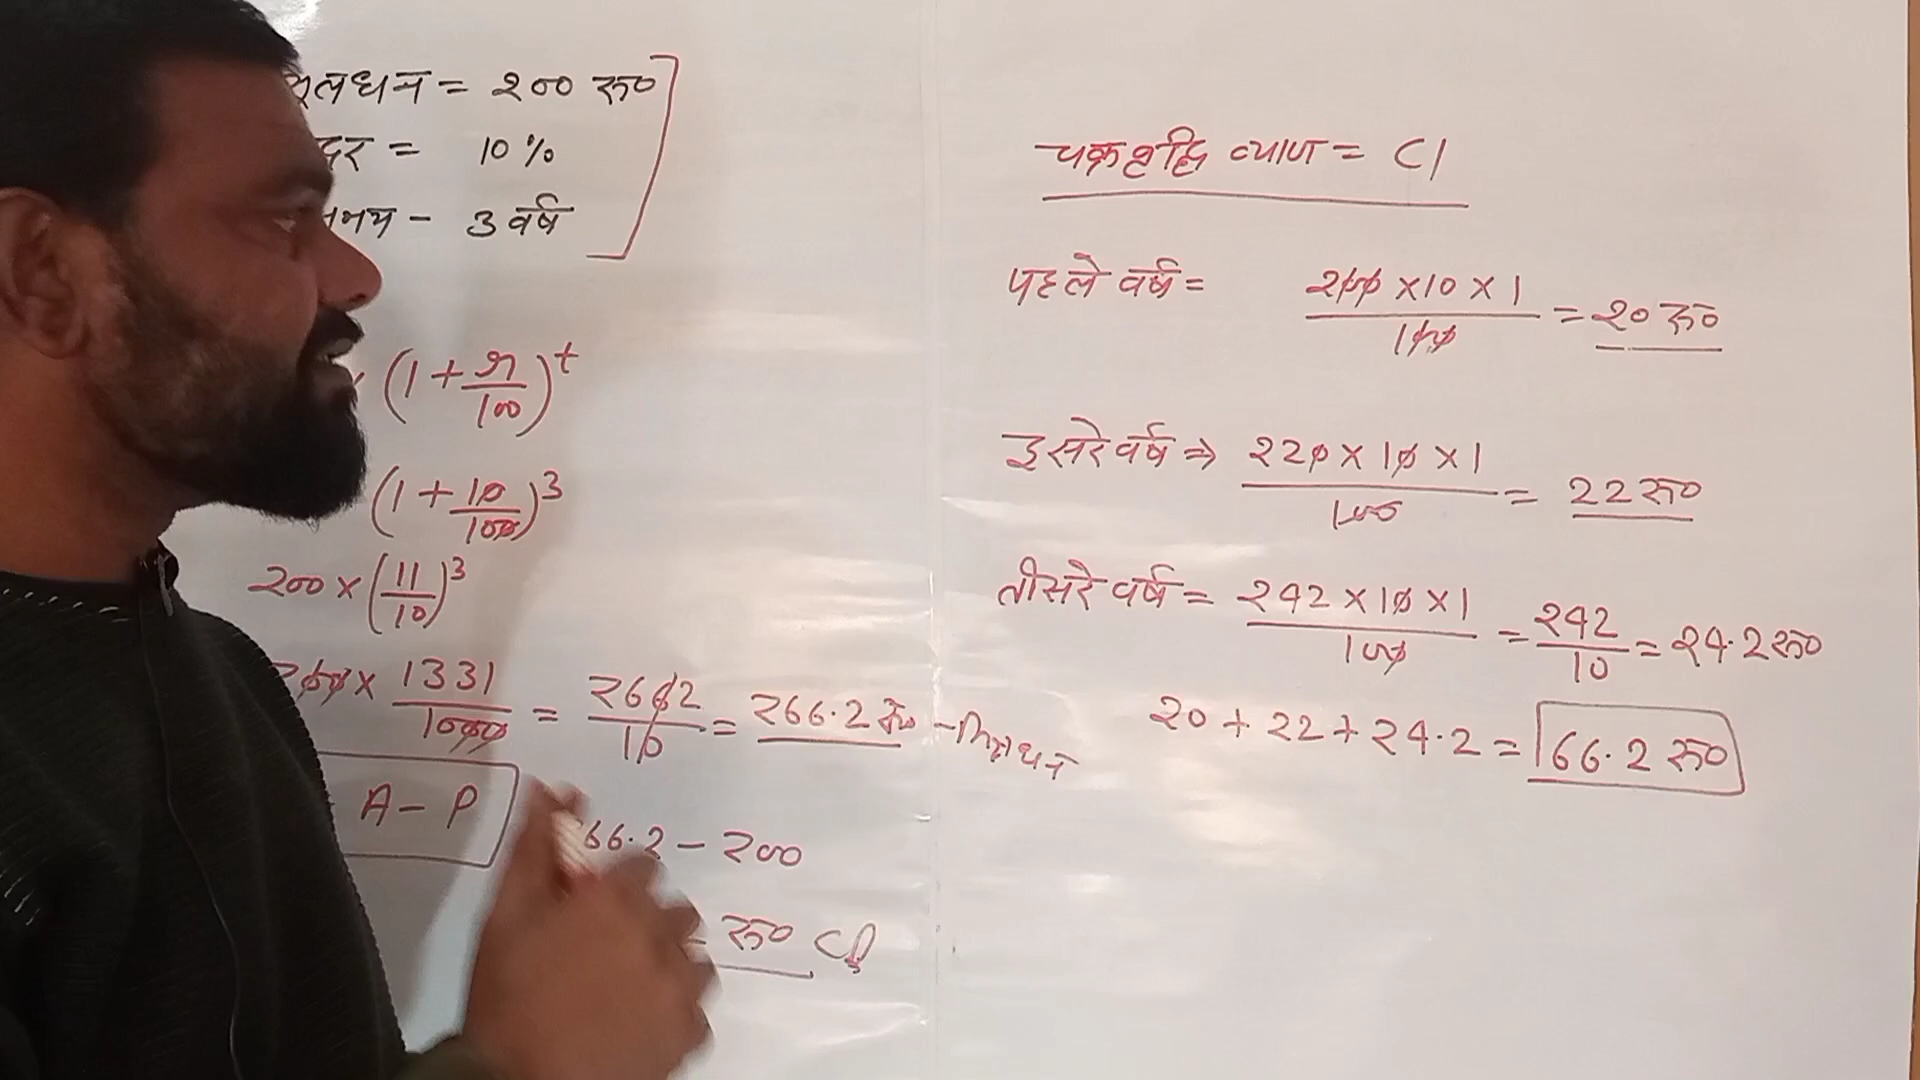 मूलधन = 200 रू०
दर = 10%
समय - 3 वर्ष
(1 + r/100)^t
(1 + 10/100)^3
200 × (11/10)^3
200 × 1331/1000 = 2662/10 = 266.2 रू० - मिश्रधन
A - P
66.2 - 200
रू० CI
चक्रवृद्धि व्याज = CI
पहले वर्ष = 200 × 10 × 1 / 100 = 20 रू०
दुसरे वर्ष ⇒ 220 × 10 × 1 / 100 = 22 रू०
तीसरे वर्ष = 242 × 10 × 1 / 100 = 242/10 = 24.2 रू०
20 + 22 + 24.2 = 66.2 रू०